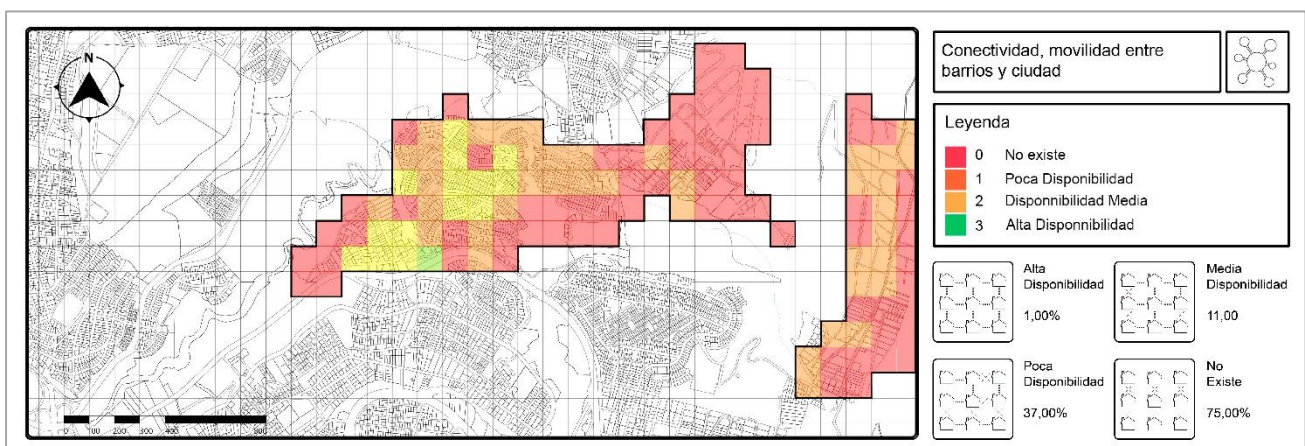 N
0 100 200 300 400 800
Conectividad, movilidad entre
barrios y ciudad
Leyenda
0 No existe
1 Poca Disponibilidad
2 Disponnibilidad Media
3 Alta Disponnibilidad
Alta
Disponibilidad
1,00%
Media
Disponibilidad
11,00
Poca
Disponibilidad
37,00%
No
Existe
75,00%